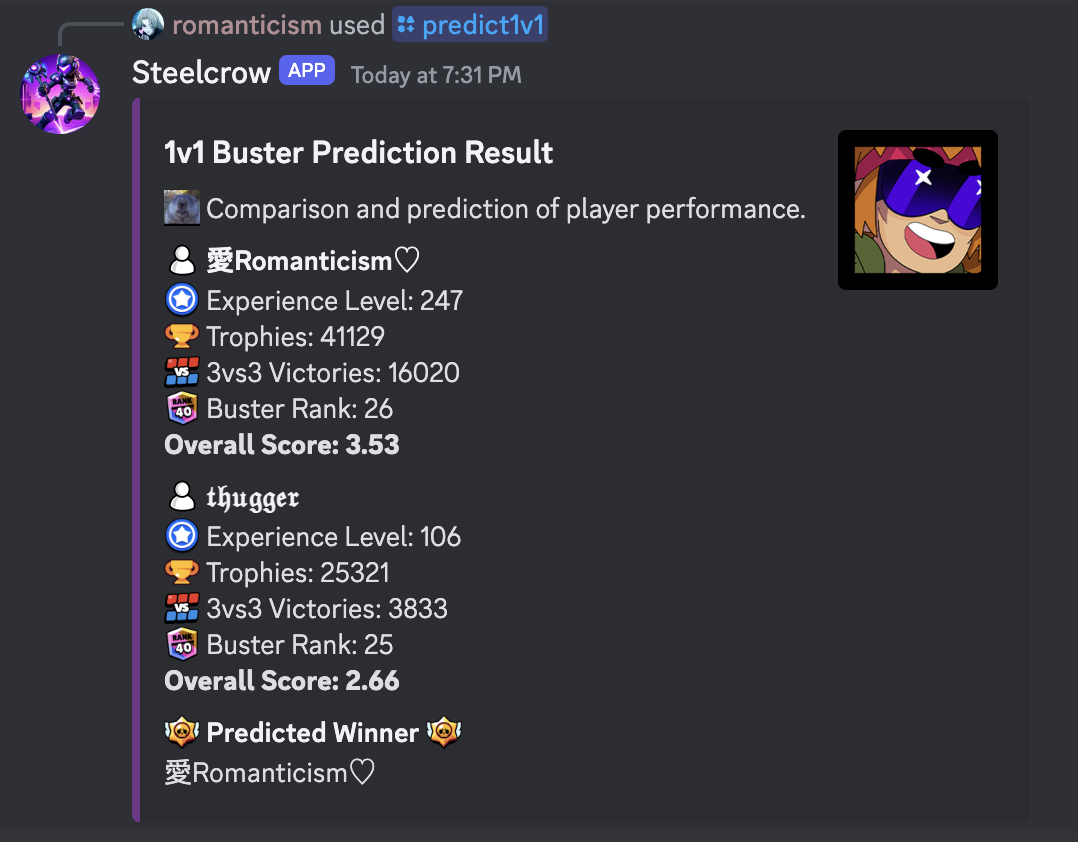 romanticism used predict1v1
Steelcrow APP Today at 7:31 PM
1v1 Buster Prediction Result
Comparison and prediction of player performance.
愛Romanticism♡
Experience Level: 247
Trophies: 41129
VS 3vs3 Victories: 16020
RANK 40 Buster Rank: 26
Overall Score: 3.53
𝖙𝖍𝖚𝖌𝖌𝖊𝖗
Experience Level: 106
Trophies: 25321
VS 3vs3 Victories: 3833
RANK 40 Buster Rank: 25
Overall Score: 2.66
Predicted Winner
愛Romanticism♡